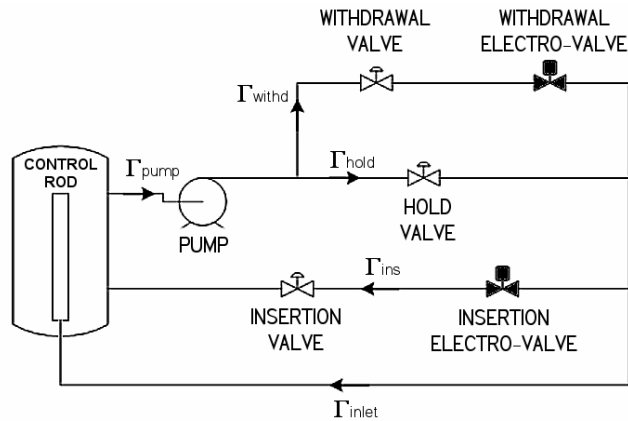 WITHDRAWAL
VALVE
WITHDRAWAL
ELECTRO-VALVE
Γwithd
CONTROL
ROD
Γpump
Γhold
PUMP
HOLD
VALVE
Γins
INSERTION
VALVE
INSERTION
ELECTRO-VALVE
Γinlet